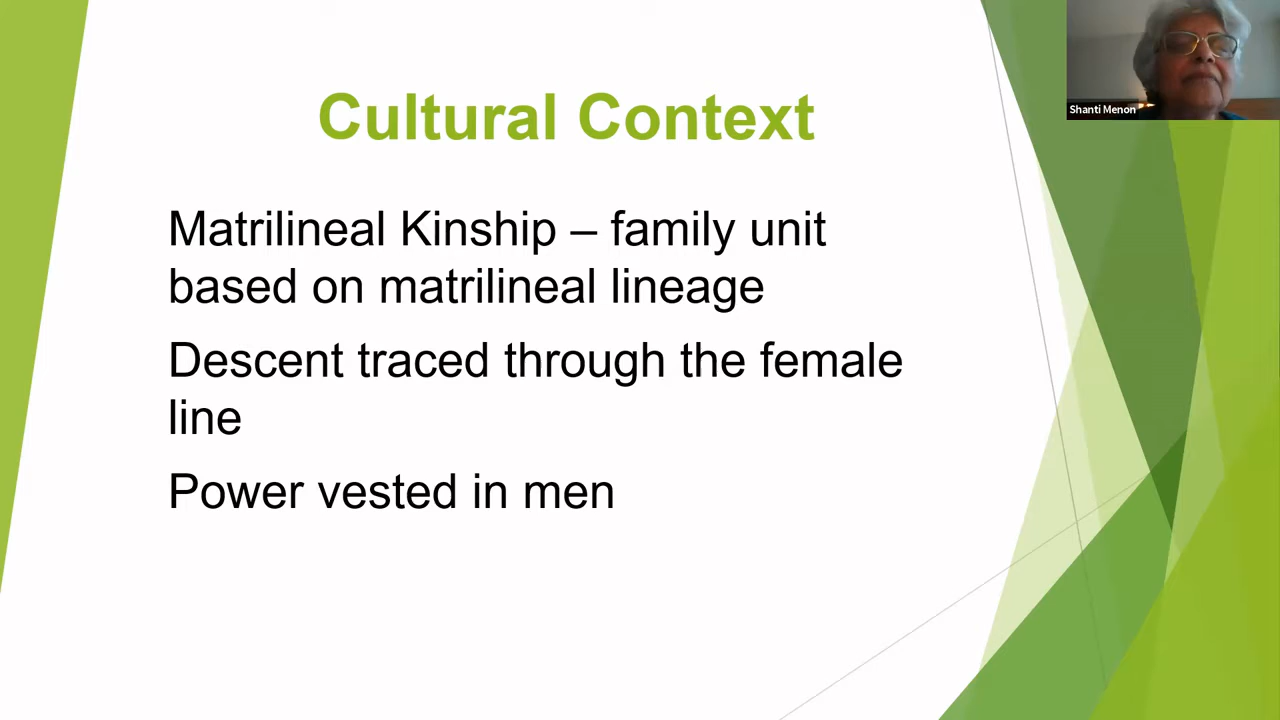 Cultural Context
Matrilineal Kinship – family unit
based on matrilineal lineage
Descent traced through the female
line
Power vested in men
Shanti Menon